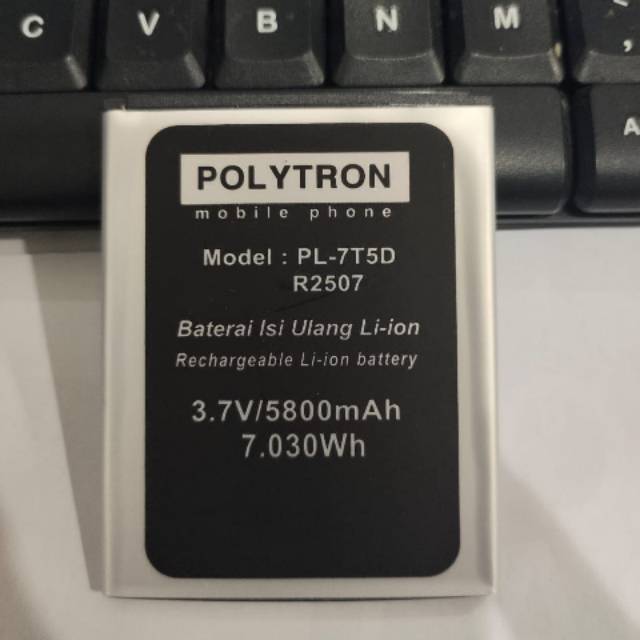 C V B N M
A
POLYTRON
mobile phone
Model : PL-7T5D
R2507
Baterai Isi Ulang Li-ion
Rechargeable Li-ion battery
3.7V/5800mAh
7.030Wh